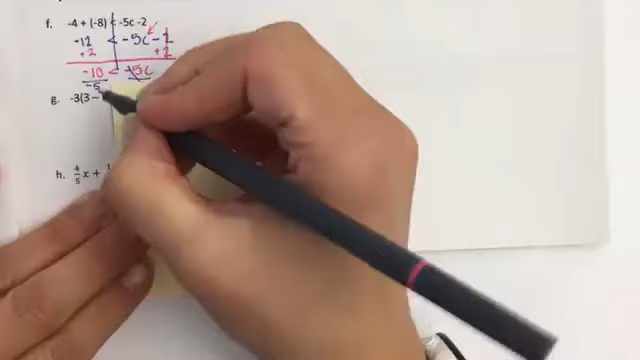 f. -4 + (-8) < -5c - 2
-12 < -5c - 2
+2 +2
-10 < -5c
-5
g. -3(3 -
h. 4/5 x +